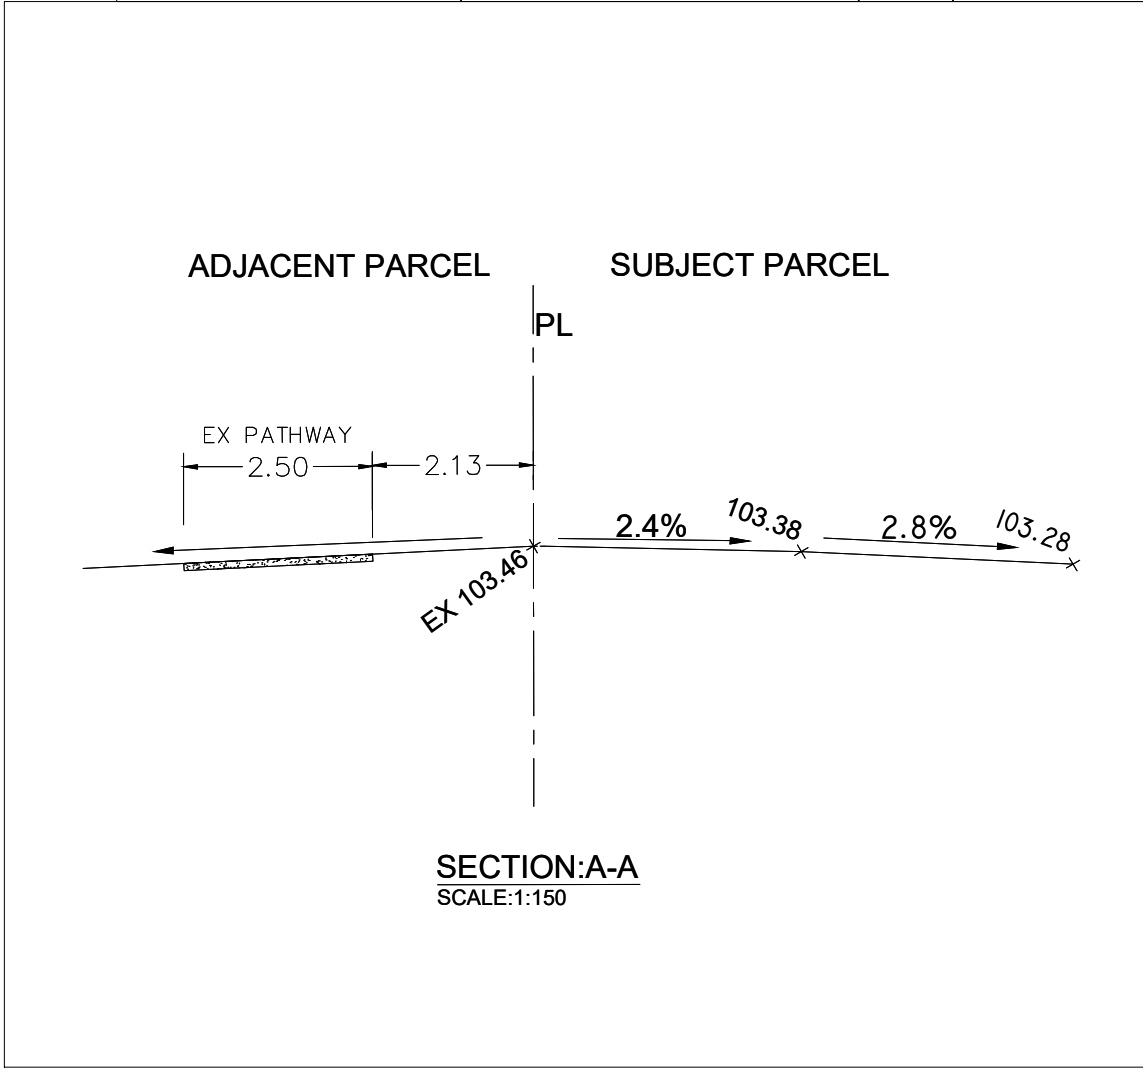 ADJACENT PARCEL
SUBJECT PARCEL
PL
EX PATHWAY
2.50
2.13
2.4%
103.38
2.8%
103.28
EX 103.46
SECTION:A-A
SCALE:1:150